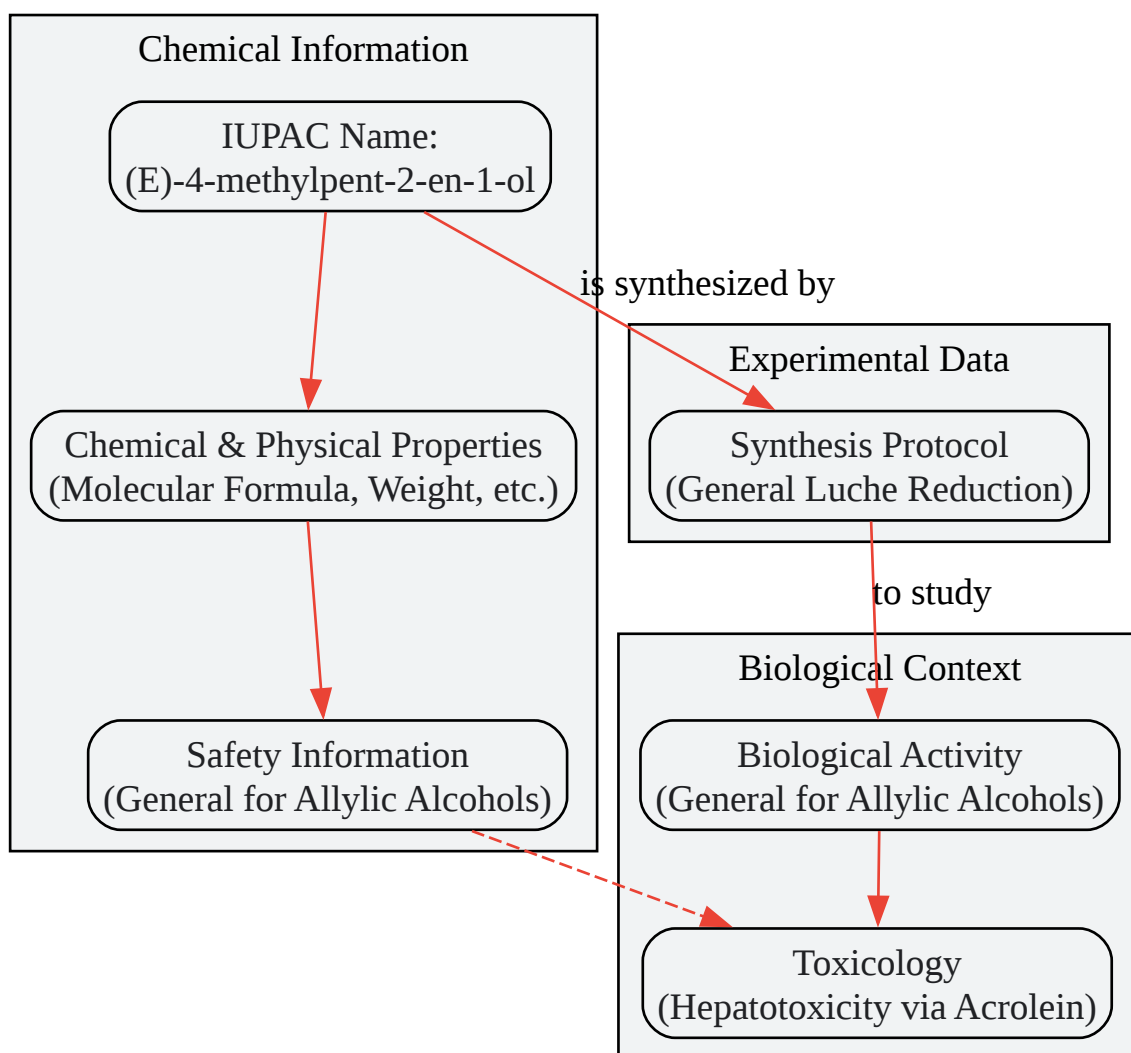 Chemical Information
IUPAC Name:
(E)-4-methylpent-2-en-1-ol
is synthesized by
Experimental Data
Chemical & Physical Properties
(Molecular Formula, Weight, etc.)
Synthesis Protocol
(General Luche Reduction)
to study
Biological Context
Safety Information
(General for Allylic Alcohols)
Biological Activity
(General for Allylic Alcohols)
Toxicology
(Hepatotoxicity via Acrolein)